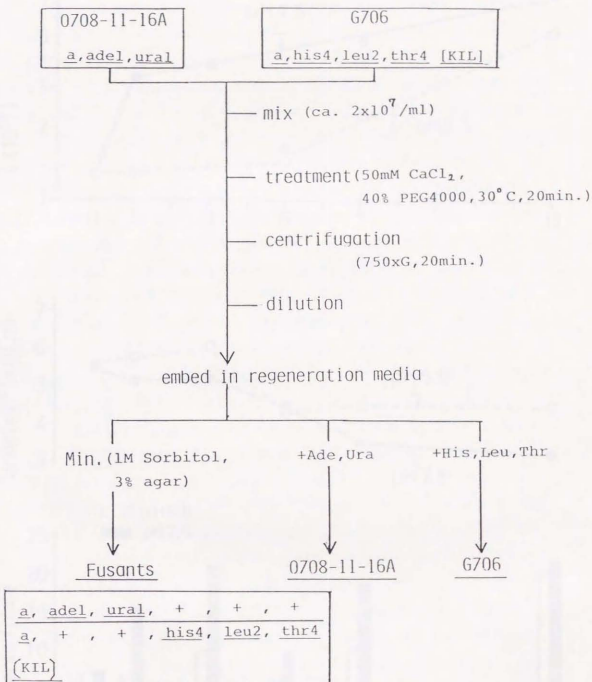 0708-11-16A
a,ade1,ura1
G706
a,his4,leu2,thr4 [KIL]
mix (ca. 2x10⁷/ml)
treatment (50mM CaCl₂,
40% PEG4000,30°C,20min.)
centrifugation
(750xG,20min.)
dilution
embed in regeneration media
Min. (1M Sorbitol,
3% agar)
+Ade,Ura
+His,Leu,Thr
Fusants
0708-11-16A
G706
a, ade1, ura1, + , + , +
a, + , + , his4, leu2, thr4
(KIL)